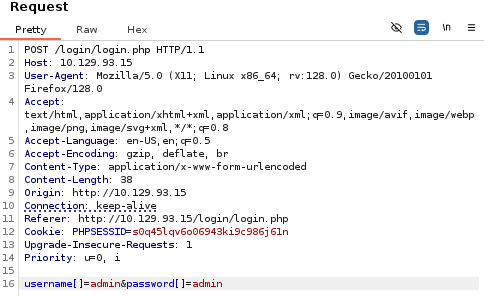 Request
Pretty Raw Hex
\n
1 POST /login/login.php HTTP/1.1
2 Host: 10.129.93.15
3 User-Agent: Mozilla/5.0 (X11; Linux x86_64; rv:128.0) Gecko/20100101
Firefox/128.0
4 Accept:
text/html,application/xhtml+xml,application/xml;q=0.9,image/avif,image/webp
,image/png,image/svg+xml,*/*;q=0.8
5 Accept-Language: en-US,en;q=0.5
6 Accept-Encoding: gzip, deflate, br
7 Content-Type: application/x-www-form-urlencoded
8 Content-Length: 38
9 Origin: http://10.129.93.15
10 Connection: keep-alive
11 Referer: http://10.129.93.15/login/login.php
12 Cookie: PHPSESSID=s0q45lqv6o06943ki9c986j61n
13 Upgrade-Insecure-Requests: 1
14 Priority: u=0, i
15
16 username[]=admin&password[]=admin